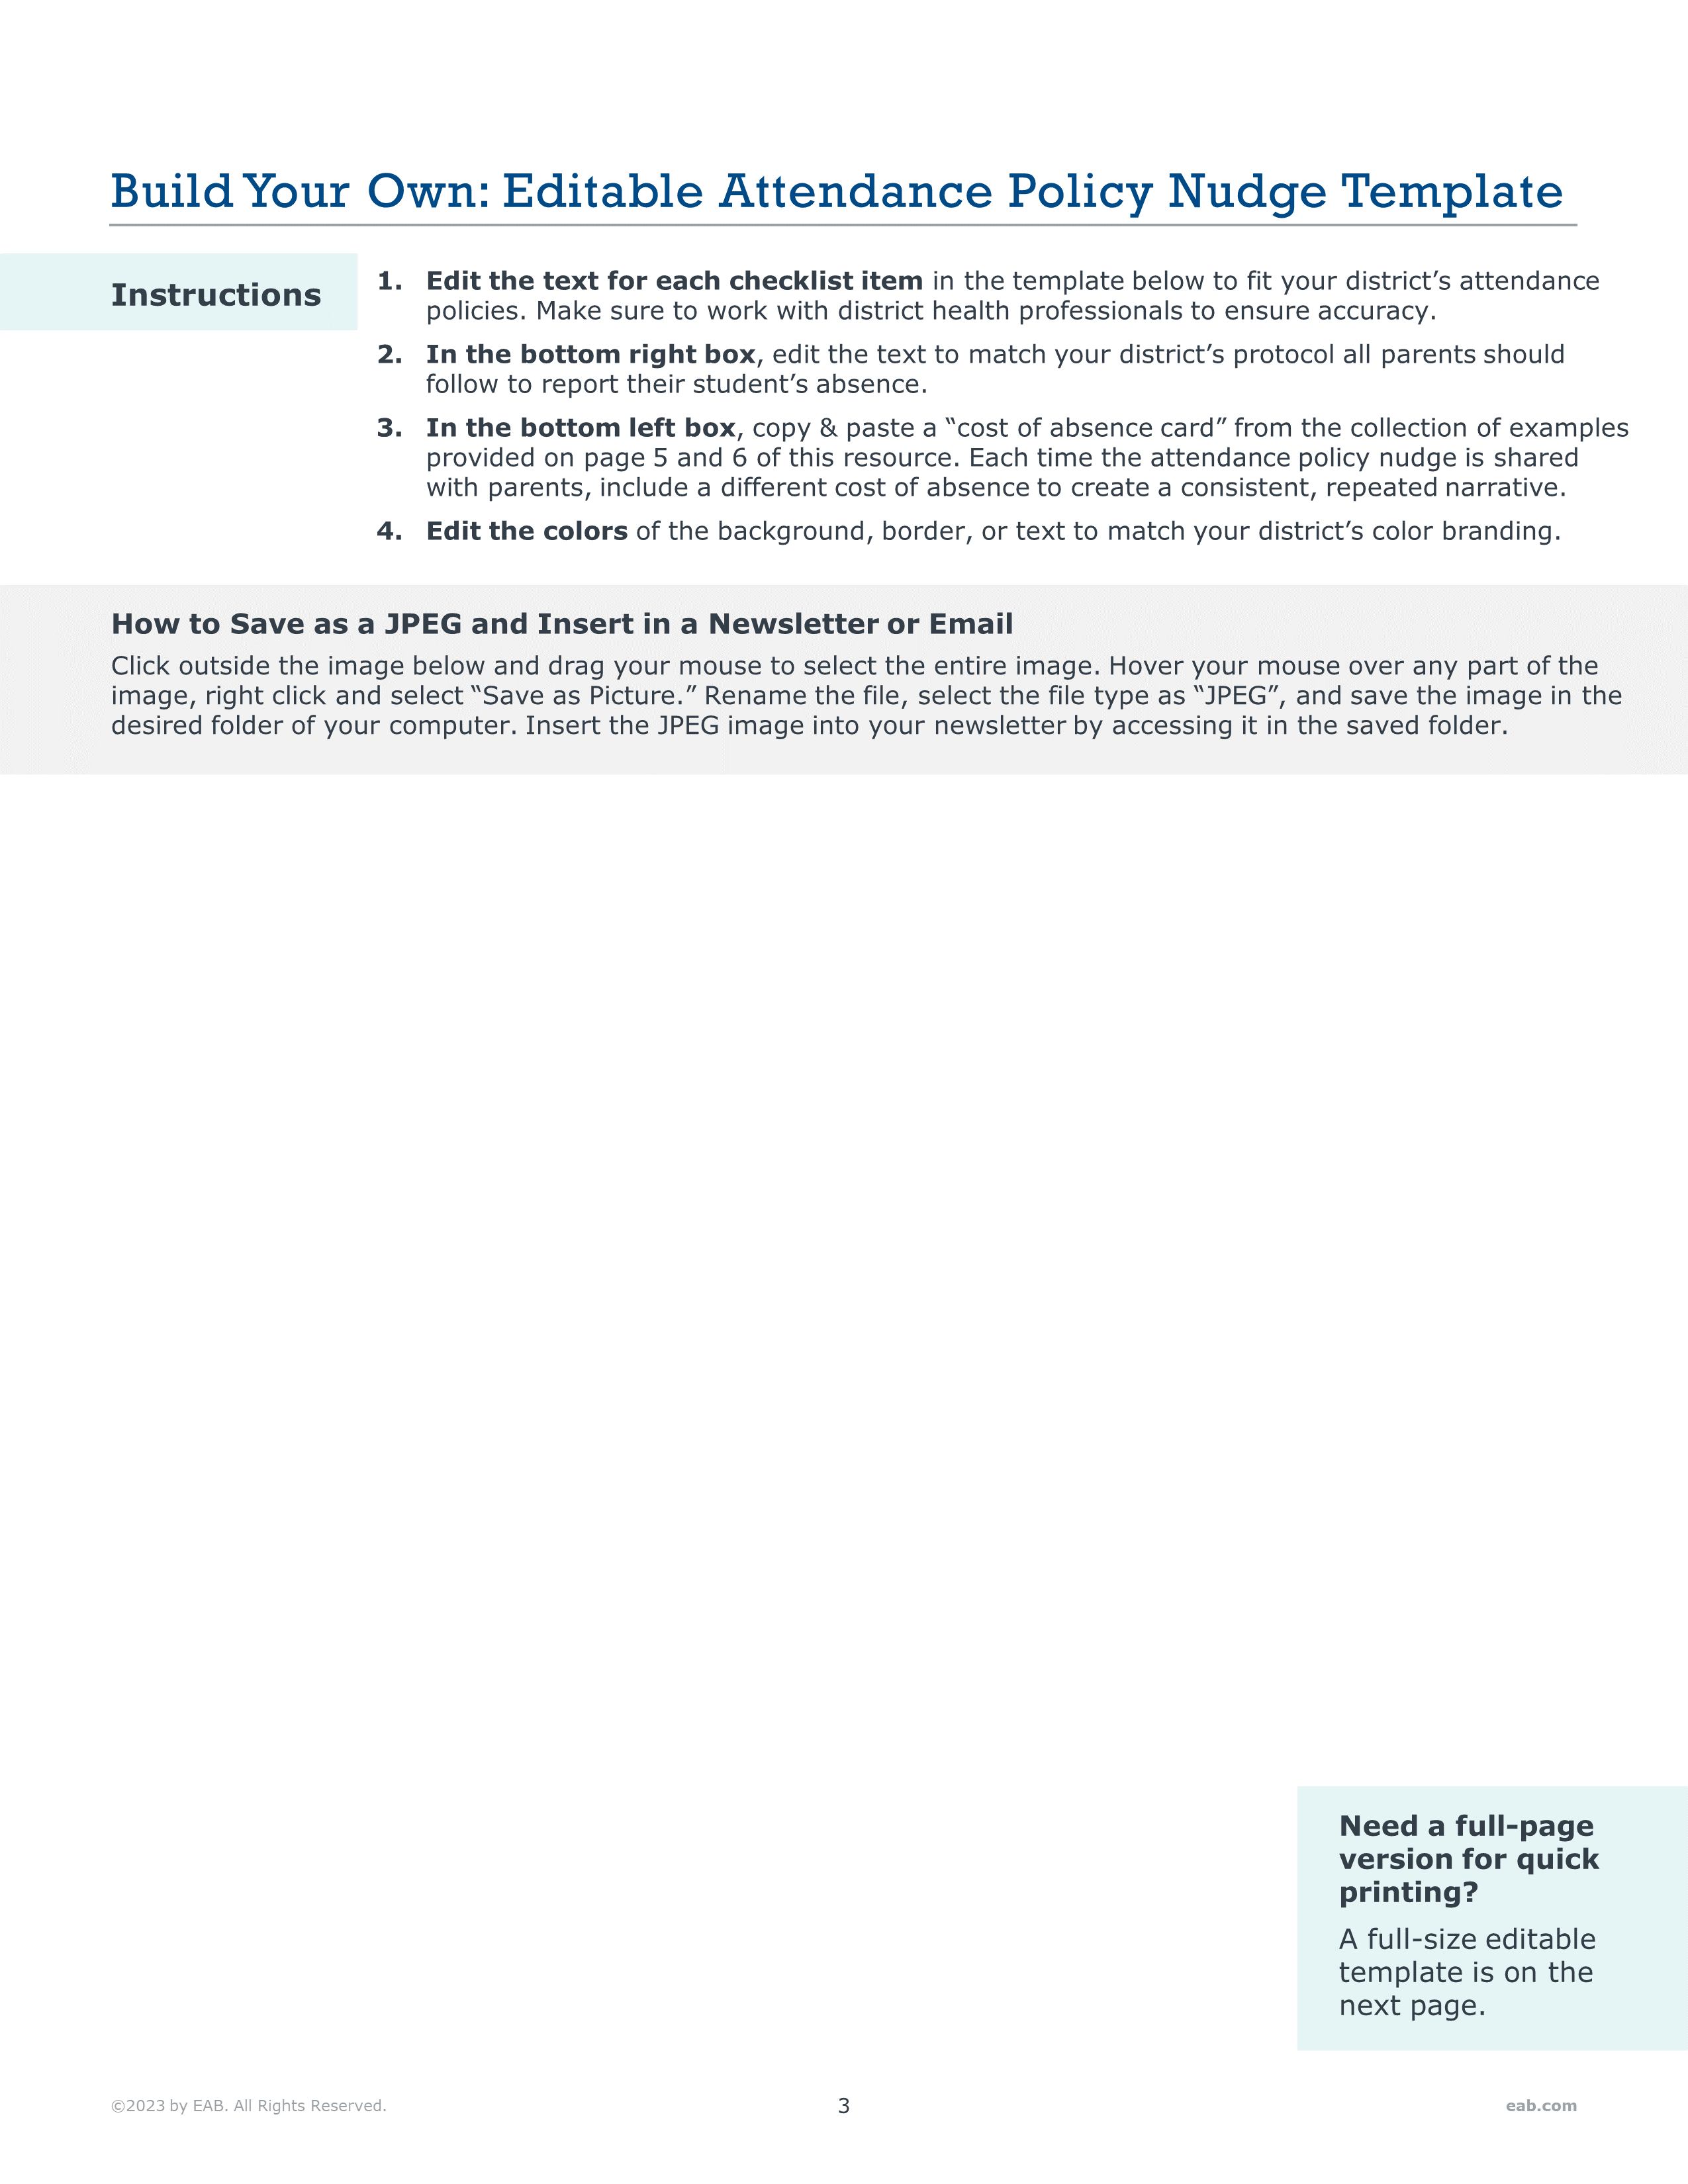 Build Your Own: Editable Attendance Policy Nudge Template
Instructions
1. Edit the text for each checklist item in the template below to fit your district’s attendance
policies. Make sure to work with district health professionals to ensure accuracy.
2. In the bottom right box, edit the text to match your district’s protocol all parents should
follow to report their student’s absence.
3. In the bottom left box, copy & paste a “cost of absence card” from the collection of examples
provided on page 5 and 6 of this resource. Each time the attendance policy nudge is shared
with parents, include a different cost of absence to create a consistent, repeated narrative.
4. Edit the colors of the background, border, or text to match your district’s color branding.
How to Save as a JPEG and Insert in a Newsletter or Email
Click outside the image below and drag your mouse to select the entire image. Hover your mouse over any part of the
image, right click and select “Save as Picture.” Rename the file, select the file type as “JPEG”, and save the image in the
desired folder of your computer. Insert the JPEG image into your newsletter by accessing it in the saved folder.
Need a full-page
version for quick
printing?
A full-size editable
template is on the
next page.
©2023 by EAB. All Rights Reserved.
3
eab.com